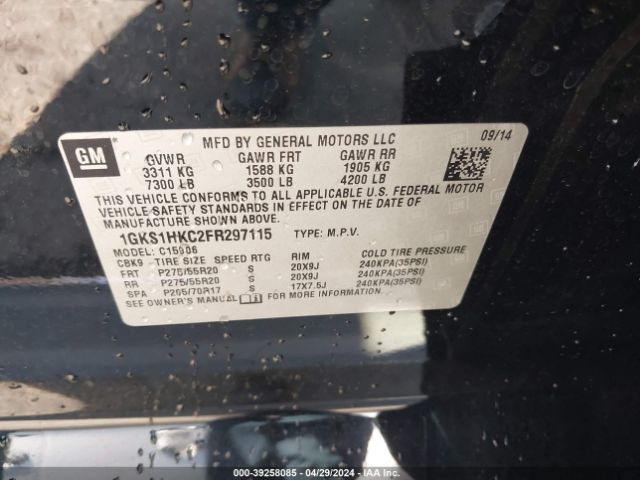 GM
MFD BY GENERAL MOTORS LLC 09/14
GVWR GAWR FRT GAWR RR
3311 KG 1588 KG 1905 KG
7300 LB 3500 LB 4200 LB
THIS VEHICLE CONFORMS TO ALL APPLICABLE U.S. FEDERAL MOTOR
VEHICLE SAFETY STANDARDS IN EFFECT ON THE DATE OF
MANUFACTURE SHOWN ABOVE.
1GKS1HKC2FR297115 TYPE: M.P.V.
MODEL: C15906
CBK9 TIRE SIZE SPEED RTG RIM COLD TIRE PRESSURE
FRT P275/55R20 S 20X9J 240KPA(35PSI)
RR P275/55R20 S 20X9J 240KPA(35PSI)
SPA P265/70R17 S 17X7.5J 240KPA(35PSI)
SEE OWNER'S MANUAL FOR MORE INFORMATION.
000-39258085 - 04/29/2024 - IAA Inc.